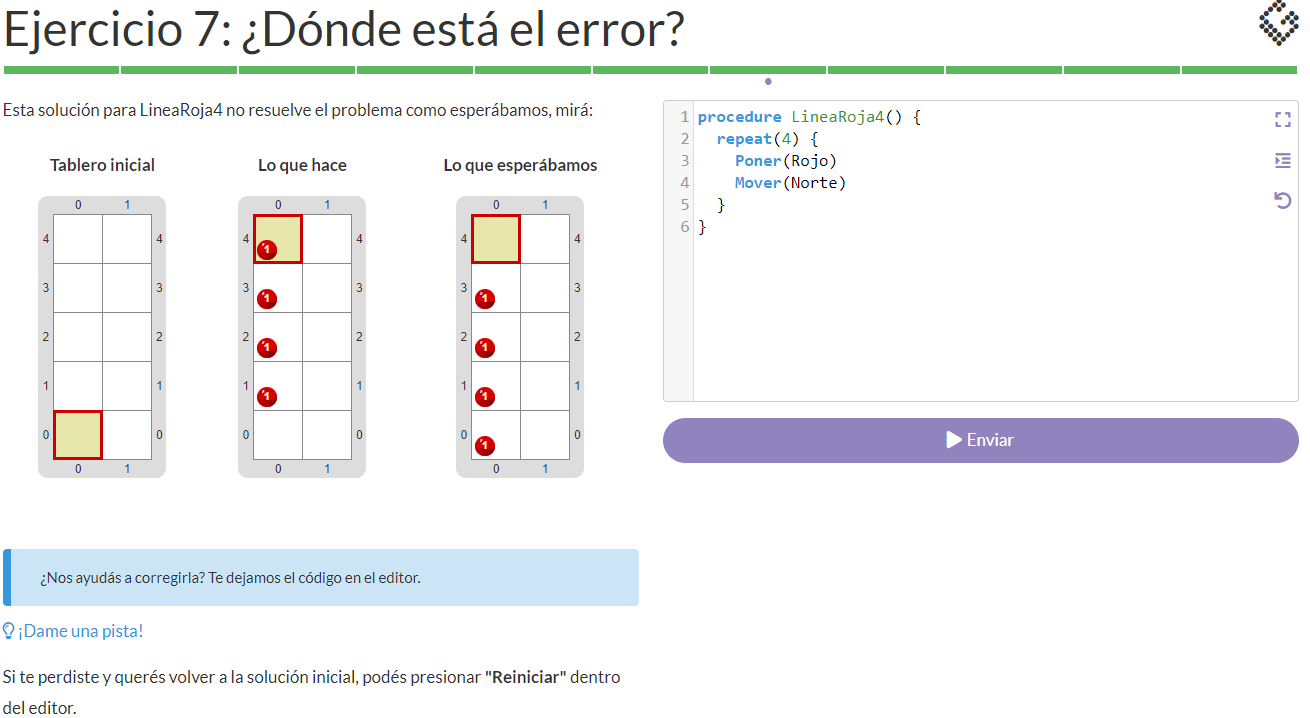 Ejercicio 7: ¿Dónde está el error?
Esta solución para LineaRoja4 no resuelve el problema como esperábamos, mirá:
Tablero inicial
0 1
4 4
3 3
2 2
1 1
0 0
0 1
Lo que hace
0 1
4 1 4
3 1 3
2 1 2
1 1 1
0 0
0 1
Lo que esperábamos
0 1
4 4
3 1 3
2 1 2
1 1 1
0 1 0
0 1
¿Nos ayudás a corregirla? Te dejamos el código en el editor.
¡Dame una pista!
Si te perdiste y querés volver a la solución inicial, podés presionar "Reiniciar" dentro
del editor.
1 procedure LineaRoja4() {
2 repeat(4) {
3 Poner(Rojo)
4 Mover(Norte)
5 }
6 }
Enviar